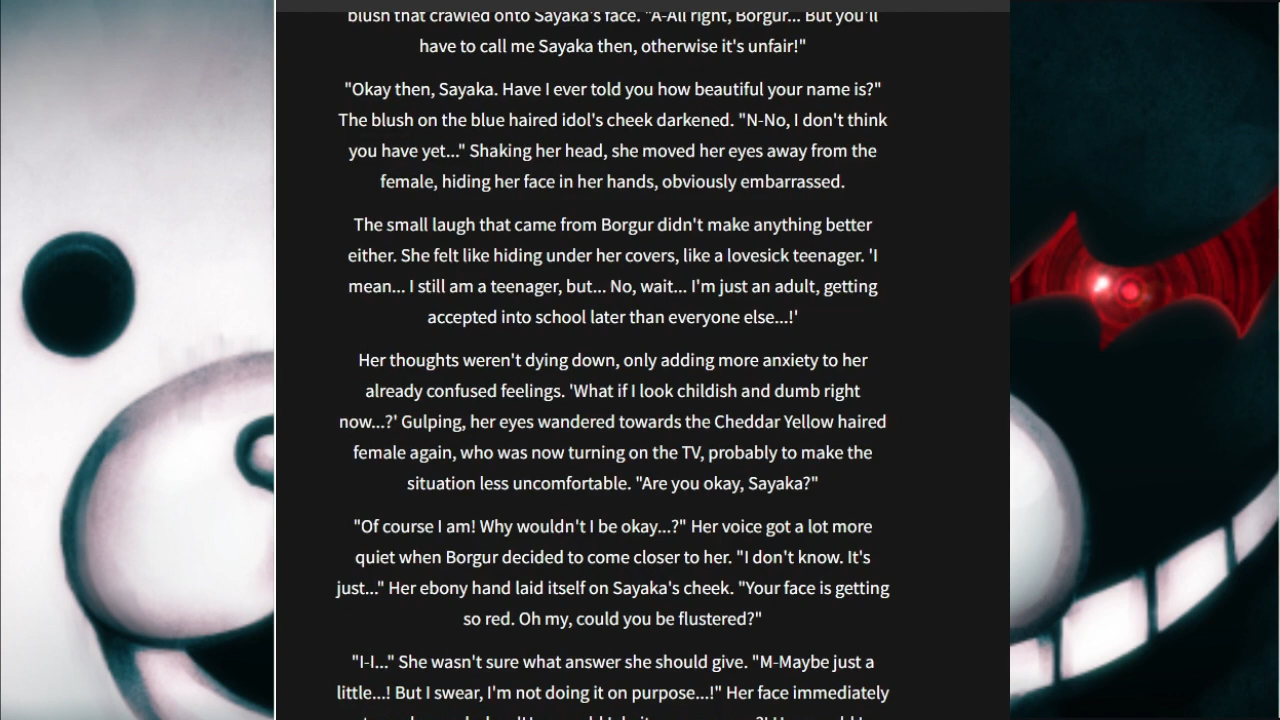 blush that crawled onto Sayaka's face. "A-All right, Borgur... But you'll
have to call me Sayaka then, otherwise it's unfair!"
"Okay then, Sayaka. Have I ever told you how beautiful your name is?"
The blush on the blue haired idol's cheek darkened. "N-No, I don't think
you have yet..." Shaking her head, she moved her eyes away from the
female, hiding her face in her hands, obviously embarrassed.
The small laugh that came from Borgur didn't make anything better
either. She felt like hiding under her covers, like a lovesick teenager. 'I
mean... I still am a teenager, but... No, wait... I'm just an adult, getting
accepted into school later than everyone else...!'
Her thoughts weren't dying down, only adding more anxiety to her
already confused feelings. 'What if I look childish and dumb right
now...?' Gulping, her eyes wandered towards the Cheddar Yellow haired
female again, who was now turning on the TV, probably to make the
situation less uncomfortable. "Are you okay, Sayaka?"
"Of course I am! Why wouldn't I be okay...?" Her voice got a lot more
quiet when Borgur decided to come closer to her. "I don't know. It's
just..." Her ebony hand laid itself on Sayaka's cheek. "Your face is getting
so red. Oh my, could you be flustered?"
"I-I..." She wasn't sure what answer she should give. "M-Maybe just a
little...! But I swear, I'm not doing it on purpose...!" Her face immediately